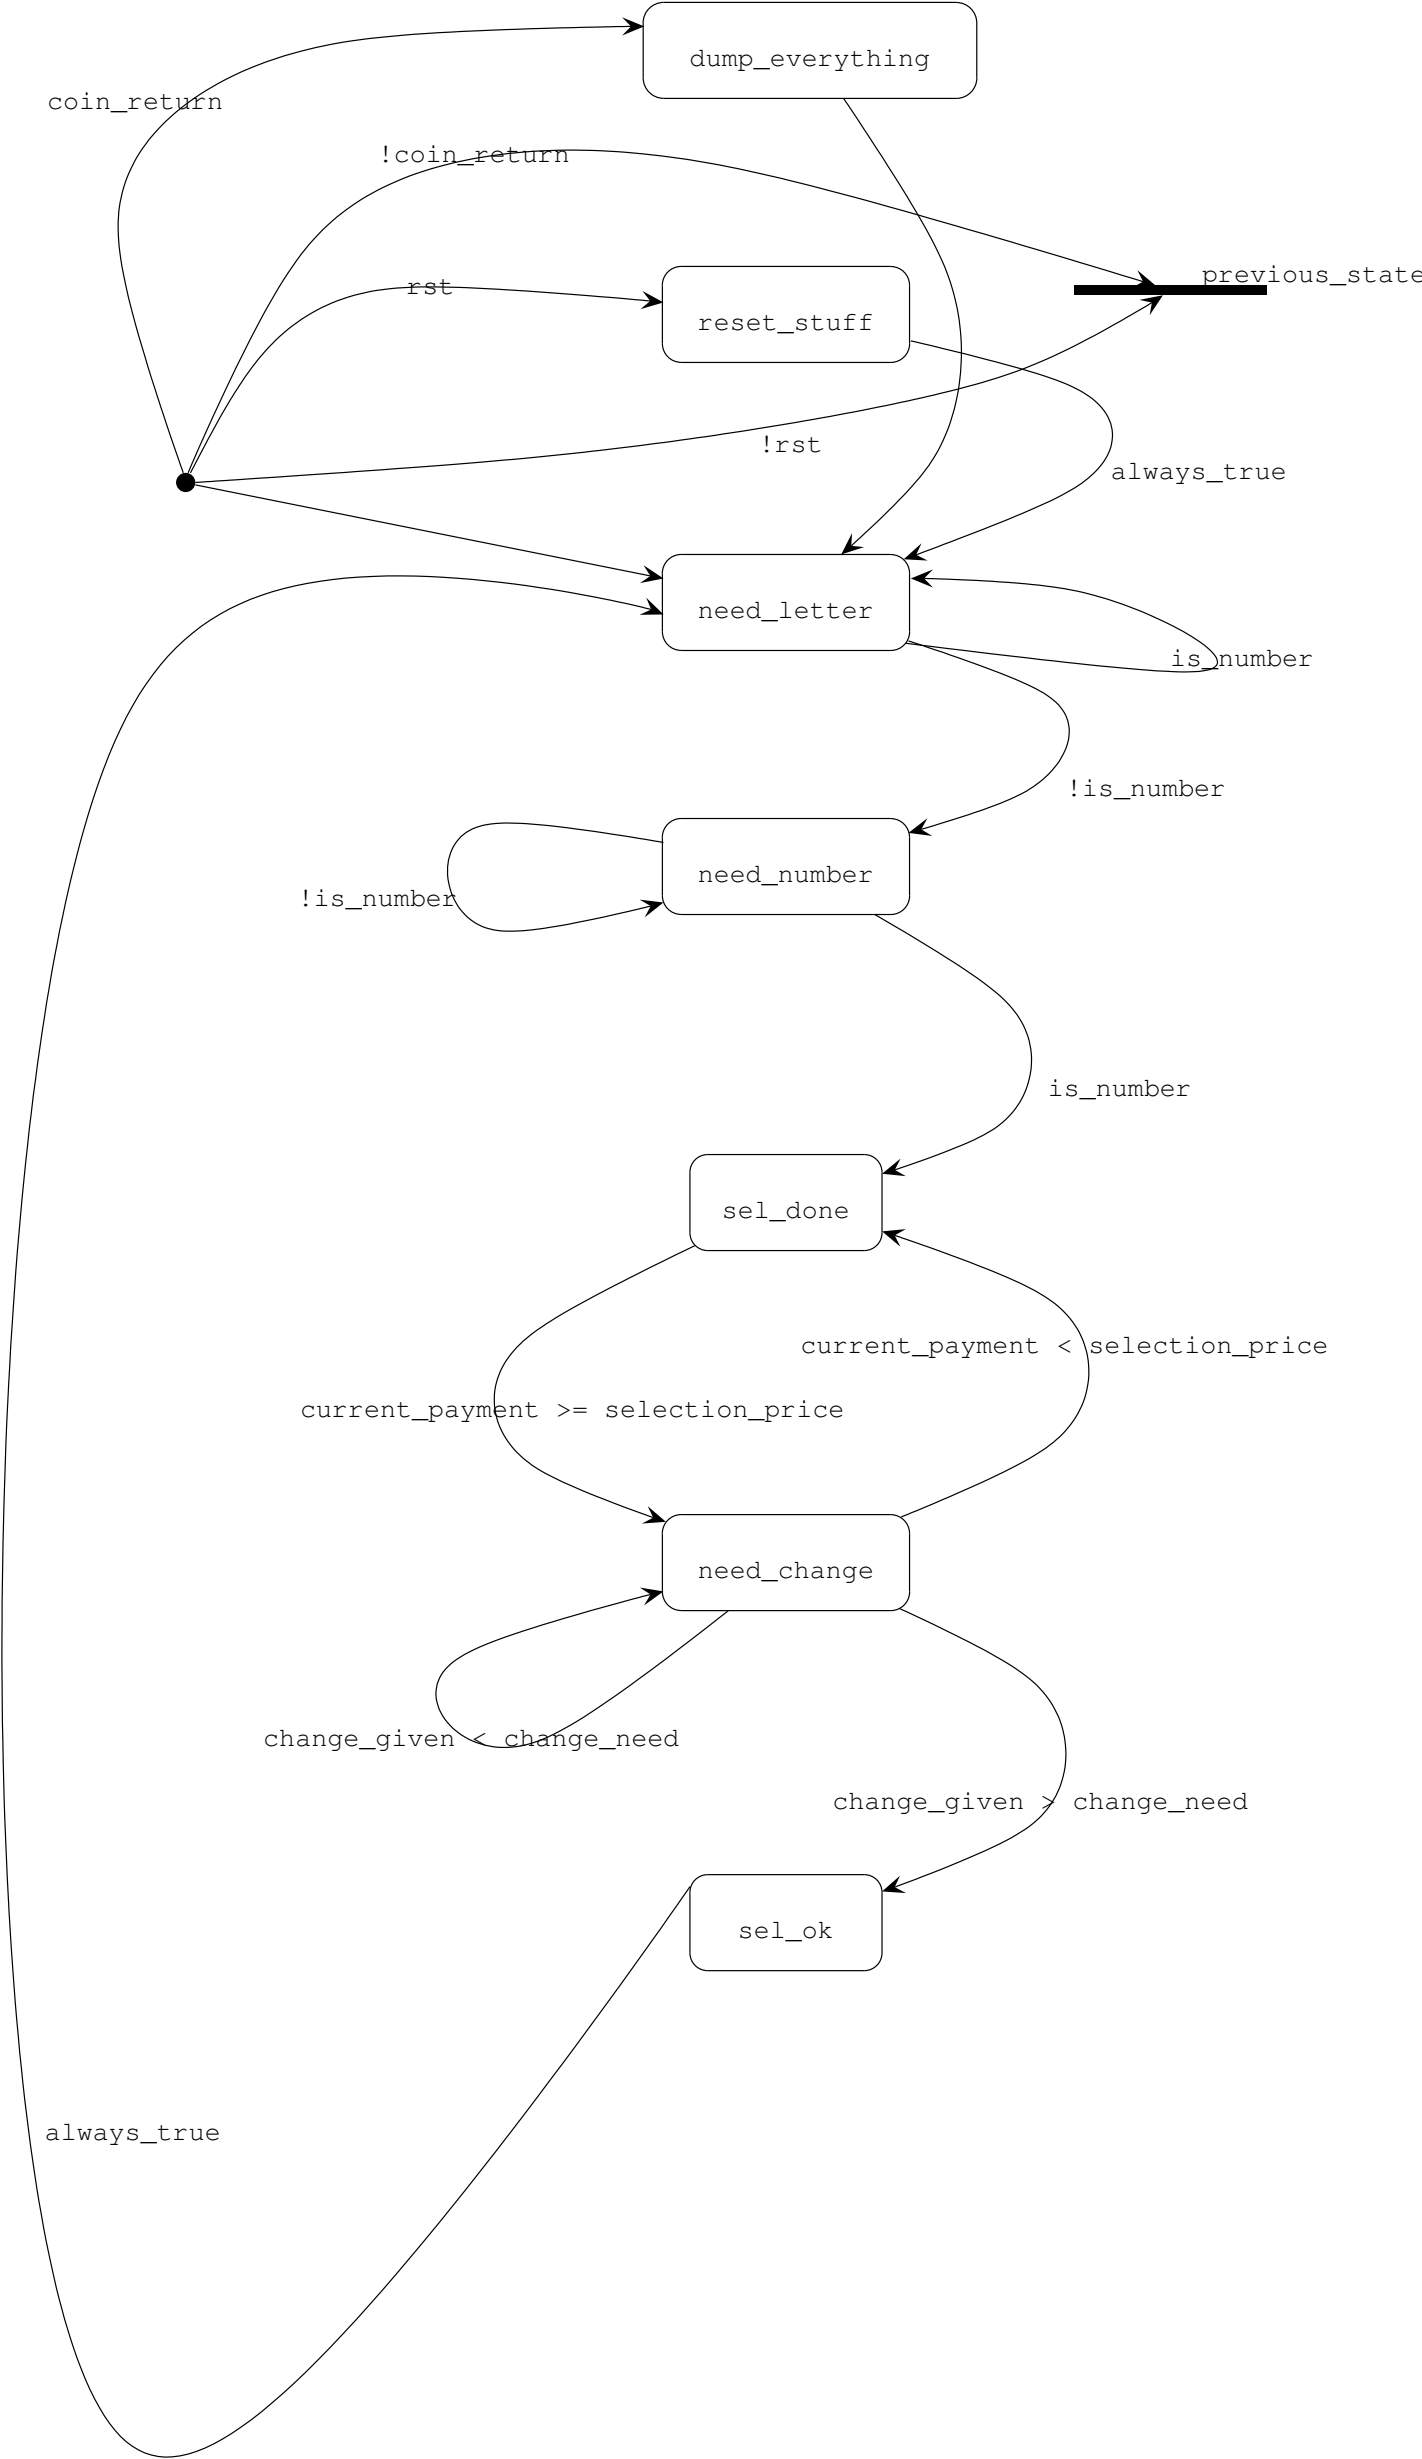 dump_everything
coin_return
!coin_return
previous_state
rst
reset_stuff
!rst
always_true
need_letter
is_number
!is_number
need_number
!is_number
is_number
sel_done
current_payment < selection_price
current_payment >= selection_price
need_change
change_given < change_need
change_given > change_need
sel_ok
always_true